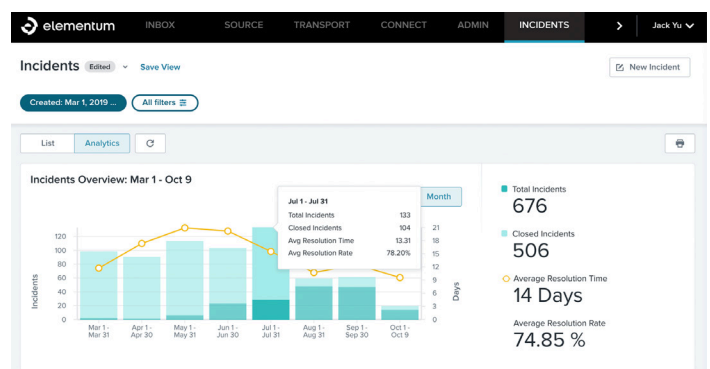 elementum INBOX SOURCE TRANSPORT CONNECT ADMIN INCIDENTS Jack Yu
Incidents Edited Save View New Incident
Created: Mar 1, 2019 ... All filters
List Analytics
Incidents Overview: Mar 1 - Oct 9
Month
Jul 1 - Jul 31
Total Incidents 133
Closed Incidents 104
Avg Resolution Time 13.31
Avg Resolution Rate 78.20%
120
100
80
60
40
20
0
Incidents
21
18
15
12
9
6
3
0
Days
Mar 1 - Mar 31
Apr 1 - Apr 30
May 1 - May 31
Jun 1 - Jun 30
Jul 1 - Jul 31
Aug 1 - Aug 31
Sep 1 - Sep 30
Oct 1 - Oct 9
Total Incidents
676
Closed Incidents
506
Average Resolution Time
14 Days
Average Resolution Rate
74.85 %